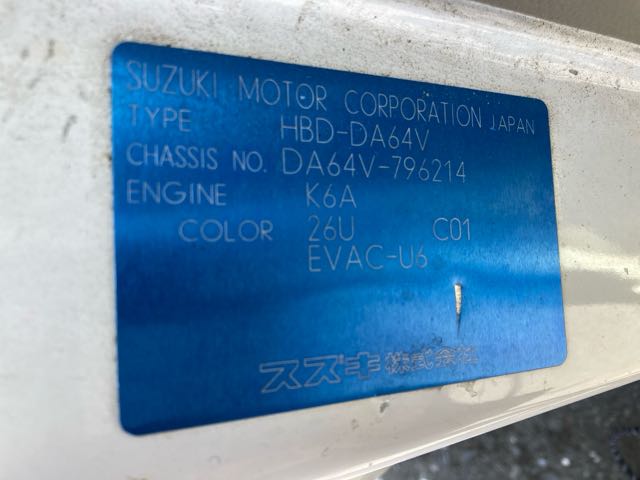 SUZUKI MOTOR CORPORATION JAPAN
TYPE HBD-DA64V
CHASSIS NO. DA64V-796214
ENGINE K6A
COLOR 26U C01
EVAC-U6
スズキ株式会社